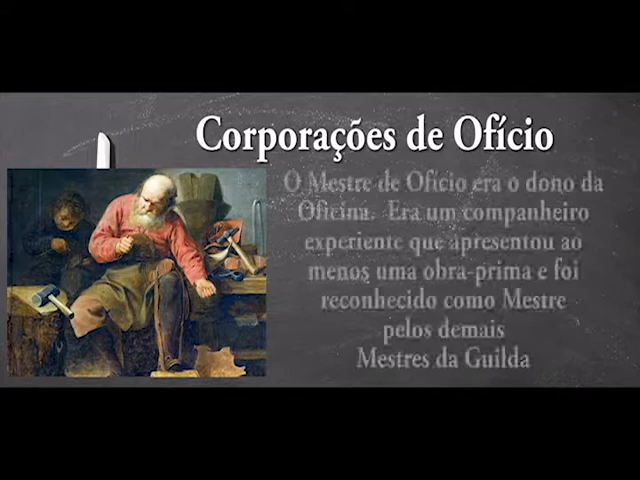 Corporações de Ofício
O Mestre de Ofício era o dono da
Oficina. Era um companheiro
experiente que apresentou ao
menos uma obra-prima e foi
reconhecido como Mestre
pelos demais
Mestres da Guilda